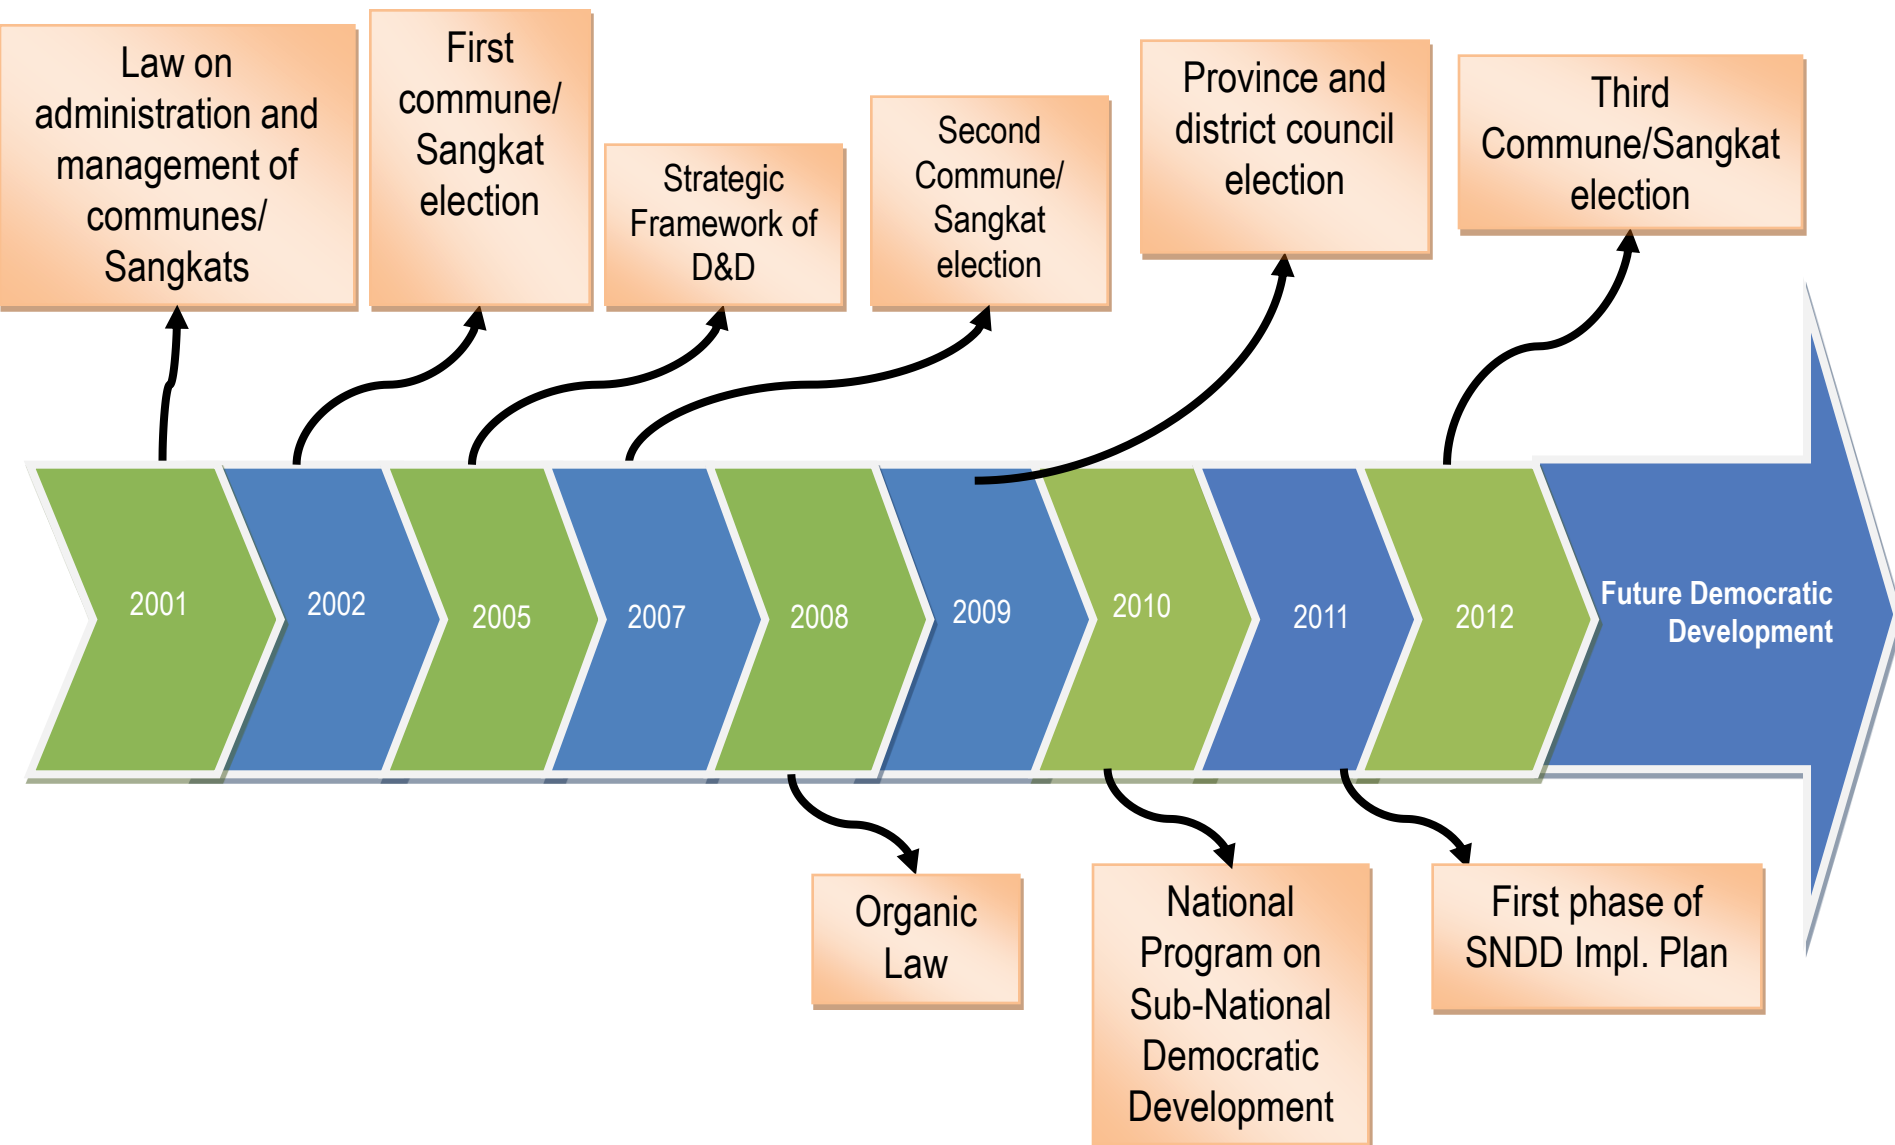 Law on
administration and
management of
communes/
Sangkats
First
commune/
Sangkat
election
Strategic
Framework of
D&D
Second
Commune/
Sangkat
election
Province and
district council
election
Third
Commune/Sangkat
election
2001
2002
2005
2007
2008
2009
2010
2011
2012
Future Democratic
Development
Organic
Law
National
Program on
Sub-National
Democratic
Development
First phase of
SNDD Impl. Plan